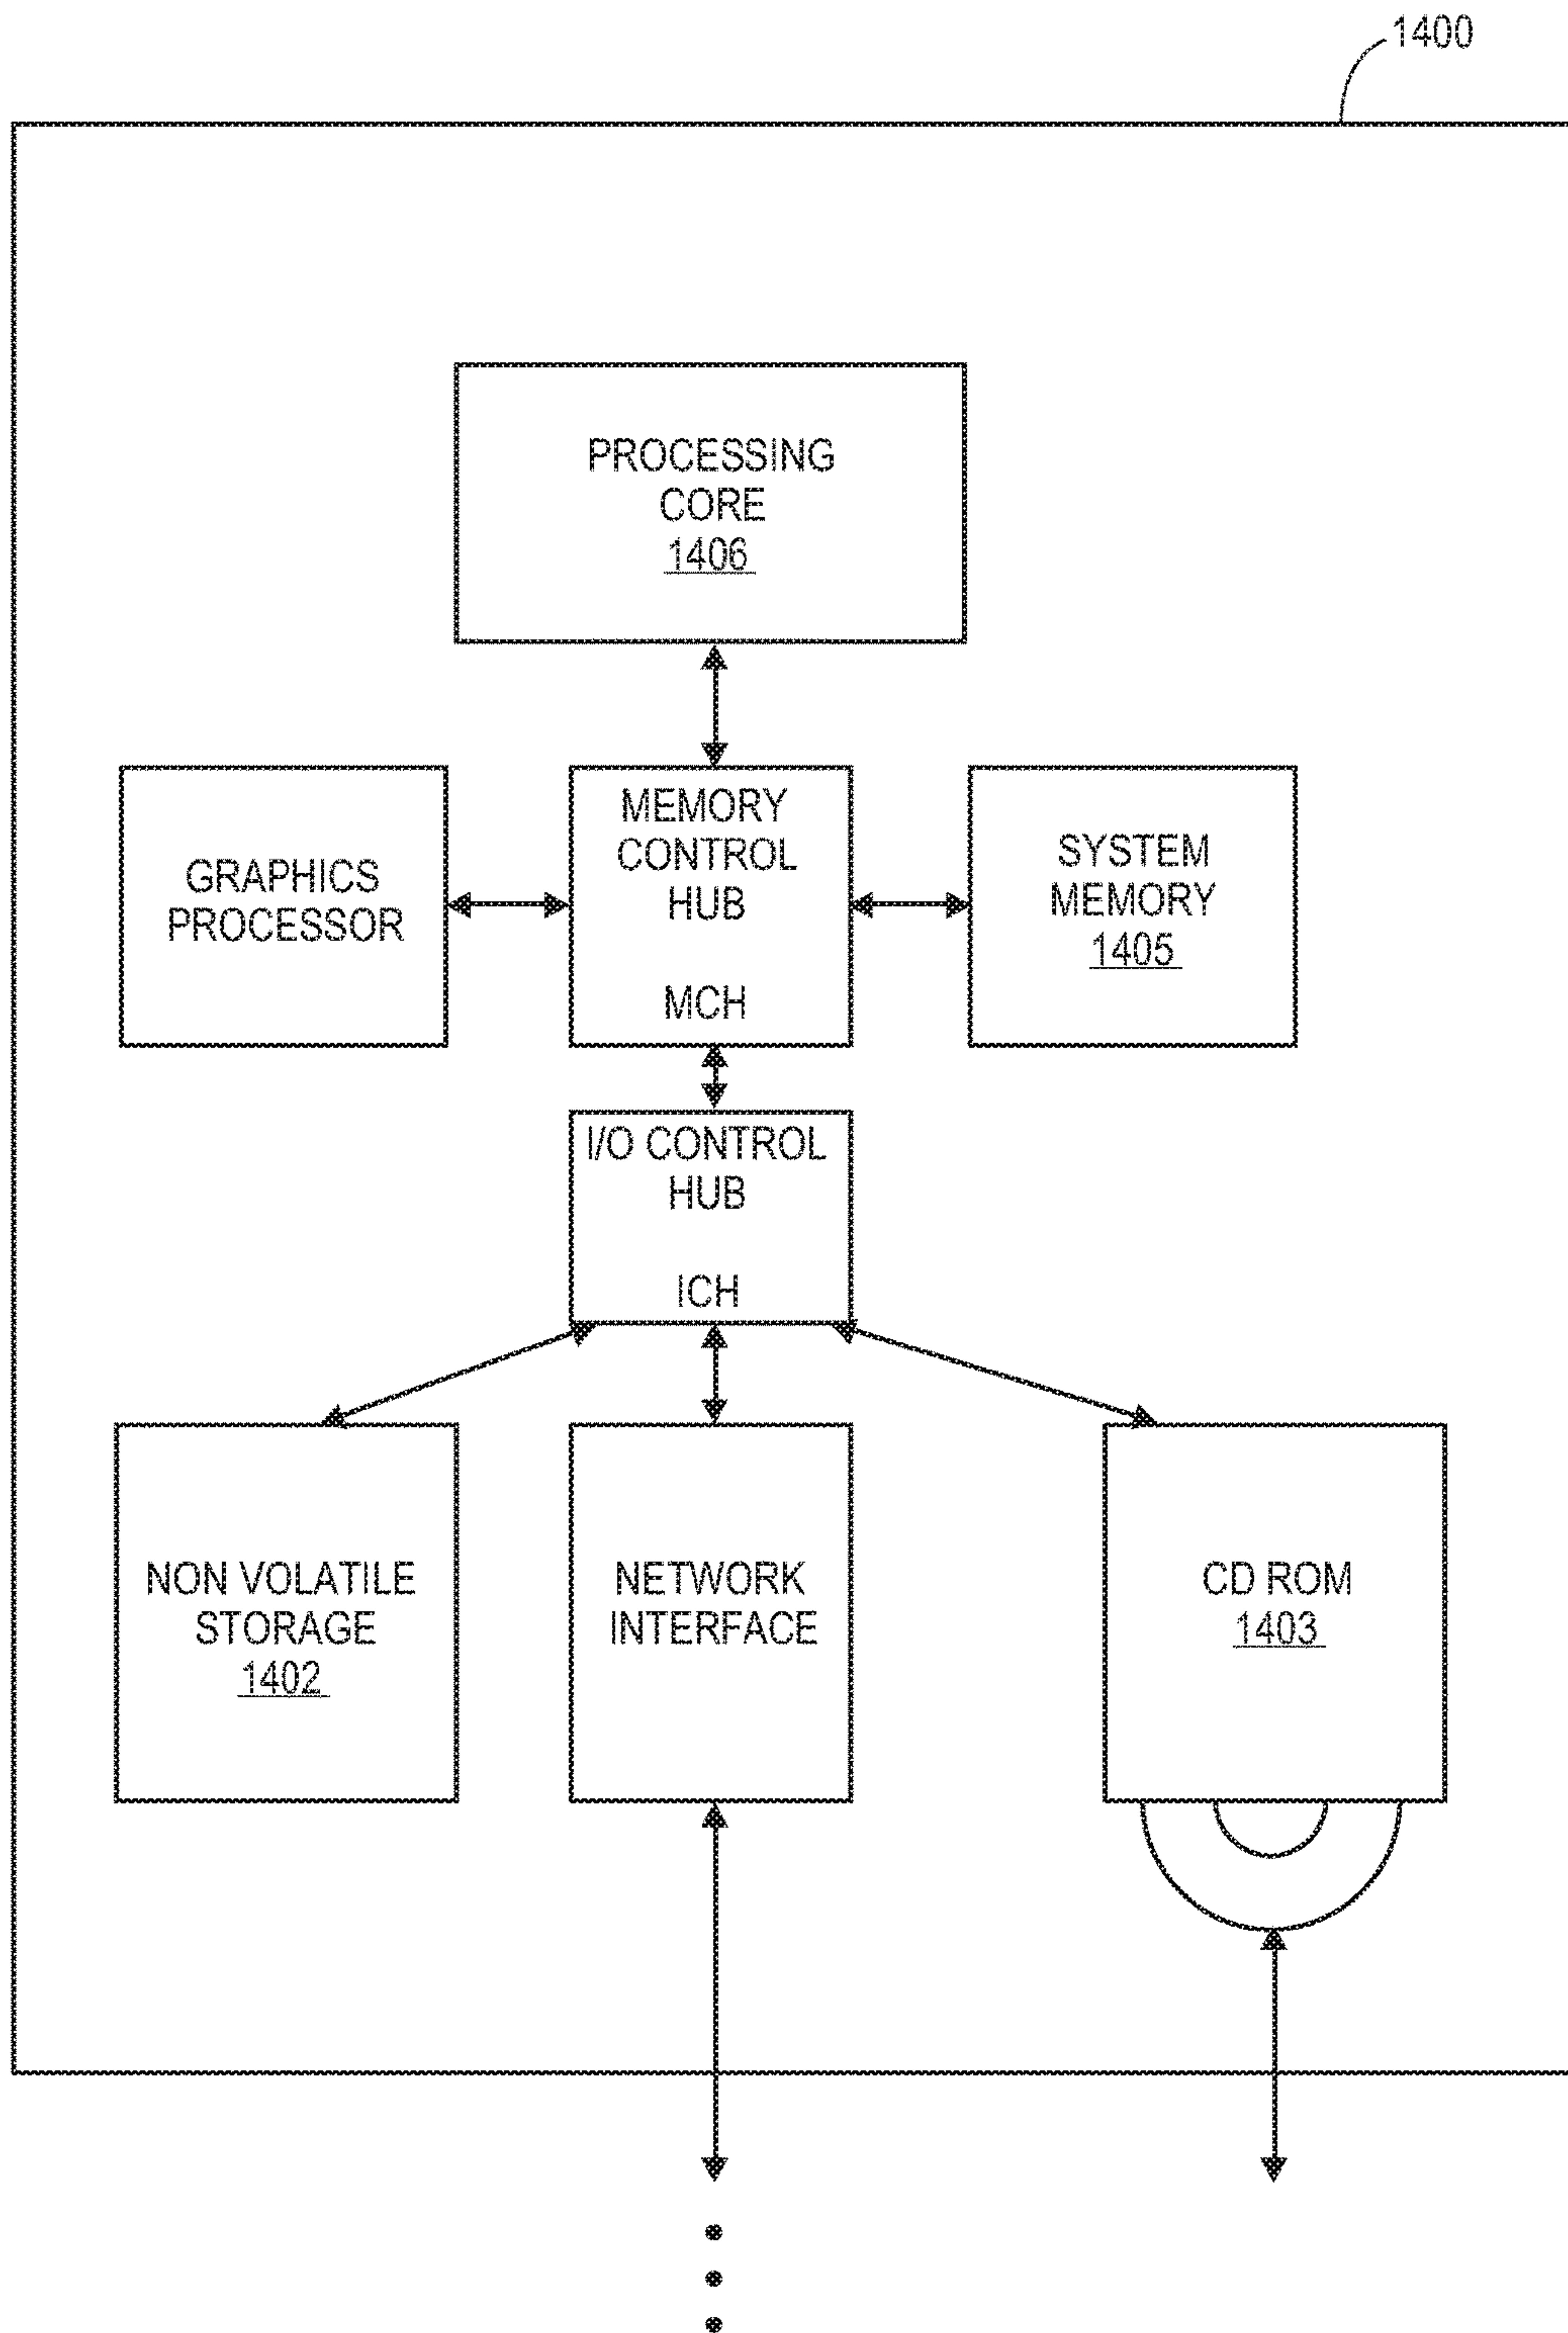 1400
PROCESSING
CORE
1406
GRAPHICS
PROCESSOR
MEMORY
CONTROL
HUB
MCH
SYSTEM
MEMORY
1405
I/O CONTROL
HUB
ICH
NON VOLATILE
STORAGE
1402
NETWORK
INTERFACE
CD ROM
1403